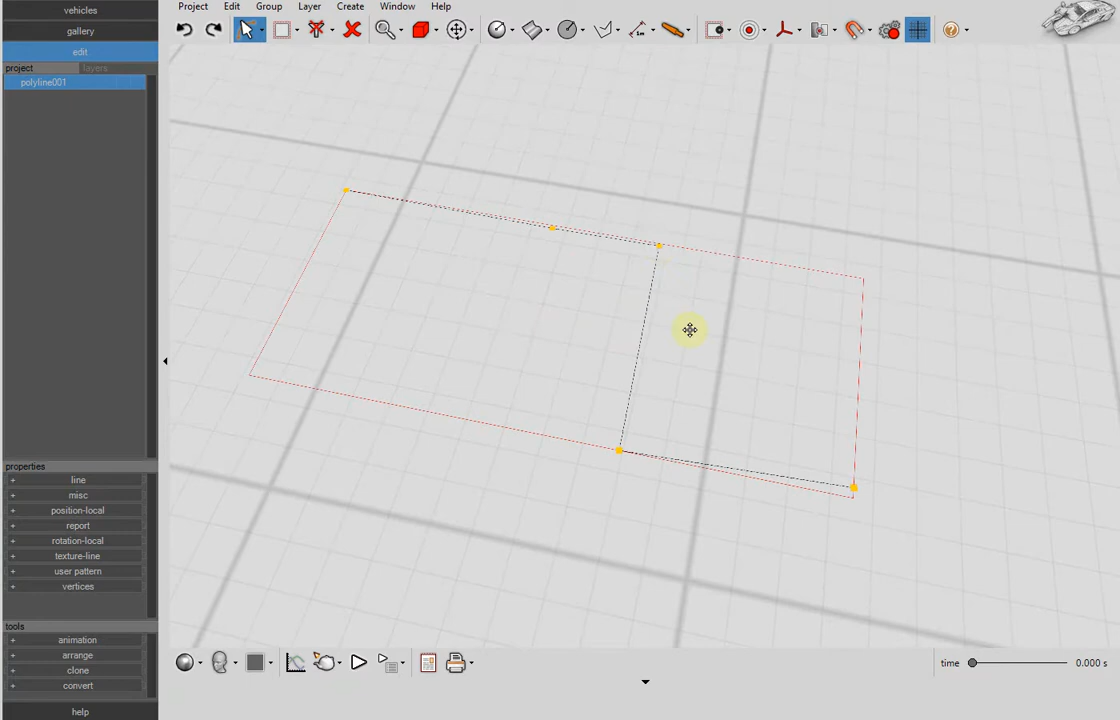 vehicles
gallery
edit
project layers
polyline001
properties
+ line
+ misc
+ position-local
+ report
+ rotation-local
+ texture-line
+ user pattern
+ vertices
tools
+ animation
+ arrange
+ clone
+ convert
help
Project Edit Group Layer Create Window Help
time 0.000 s